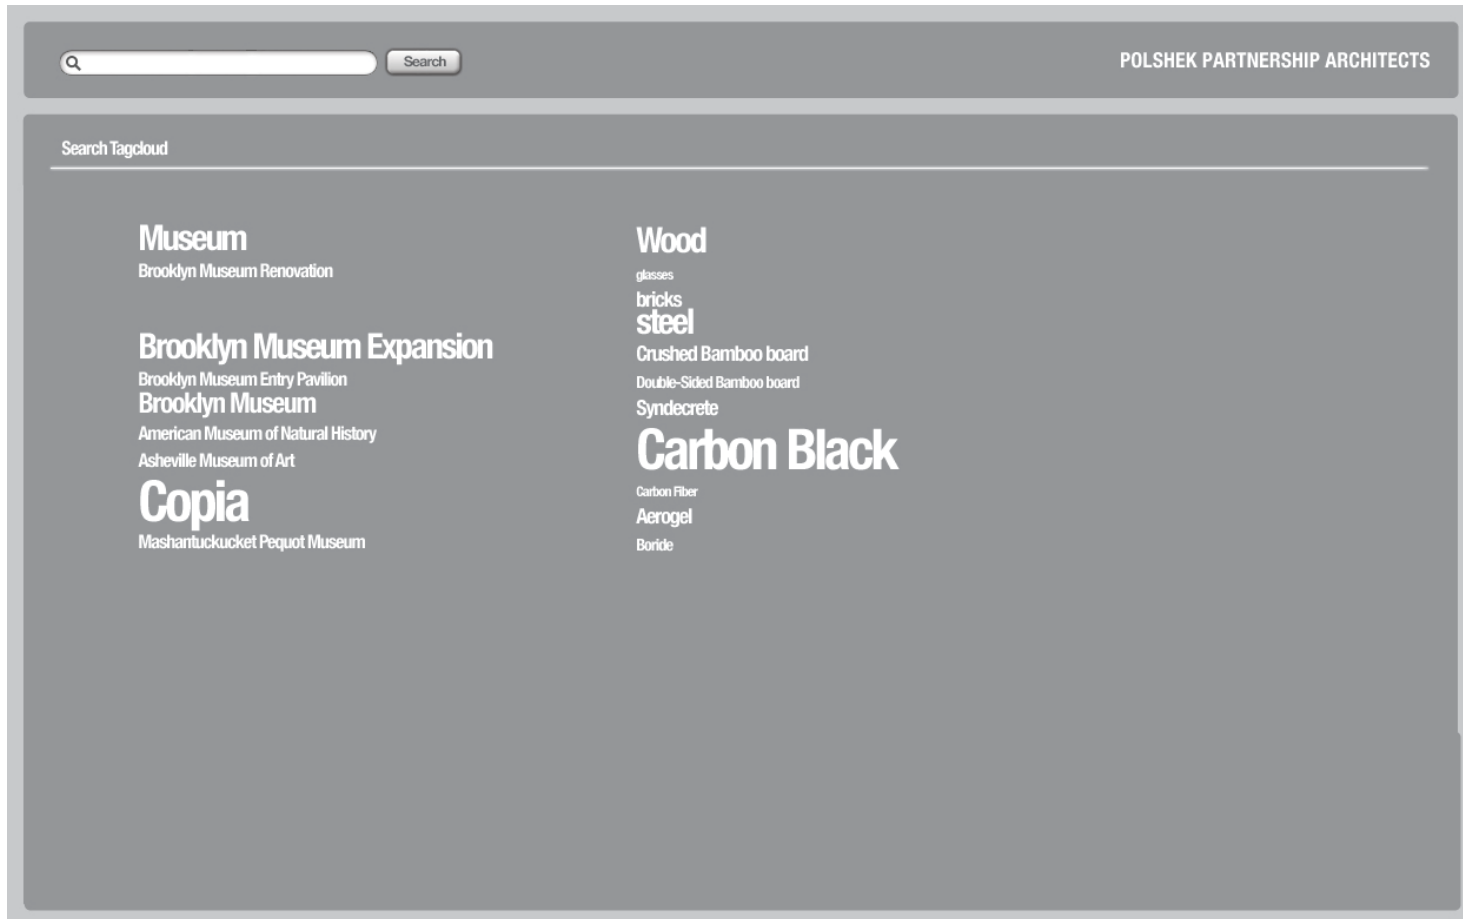 Search
POLSHEK PARTNERSHIP ARCHITECTS
Search Tagcloud
Museum
Brooklyn Museum Renovation
Brooklyn Museum Expansion
Brooklyn Museum Entry Pavilion
Brooklyn Museum
American Museum of Natural History
Asheville Museum of Art
Copia
Mashantuckucket Pequot Museum
Wood
glasses
bricks
steel
Crushed Bamboo board
Double-Sided Bamboo board
Syndecrete
Carbon Black
Carbon Fiber
Aerogel
Boride